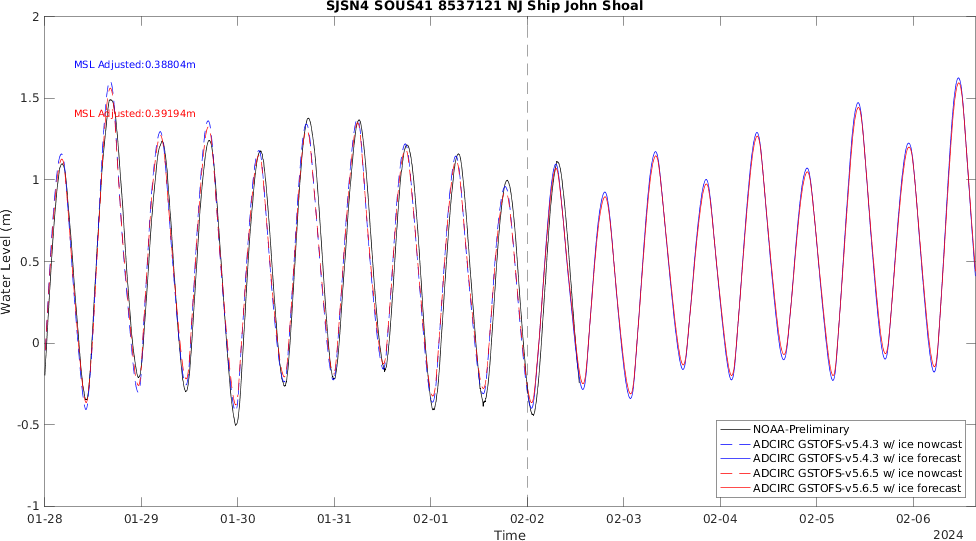 SJSN4 SOUS41 8537121 NJ Ship John Shoal
2
1.5
1
0.5
0
-0.5
-1
Water Level (m)
MSL Adjusted:0.38804m
MSL Adjusted:0.39194m
NOAA-Preliminary
ADCIRC GSTOFS-v5.4.3 w/ ice nowcast
ADCIRC GSTOFS-v5.4.3 w/ ice forecast
ADCIRC GSTOFS-v5.6.5 w/ ice nowcast
ADCIRC GSTOFS-v5.6.5 w/ ice forecast
01-28 01-29 01-30 01-31 02-01 02-02 02-03 02-04 02-05 02-06
Time
2024